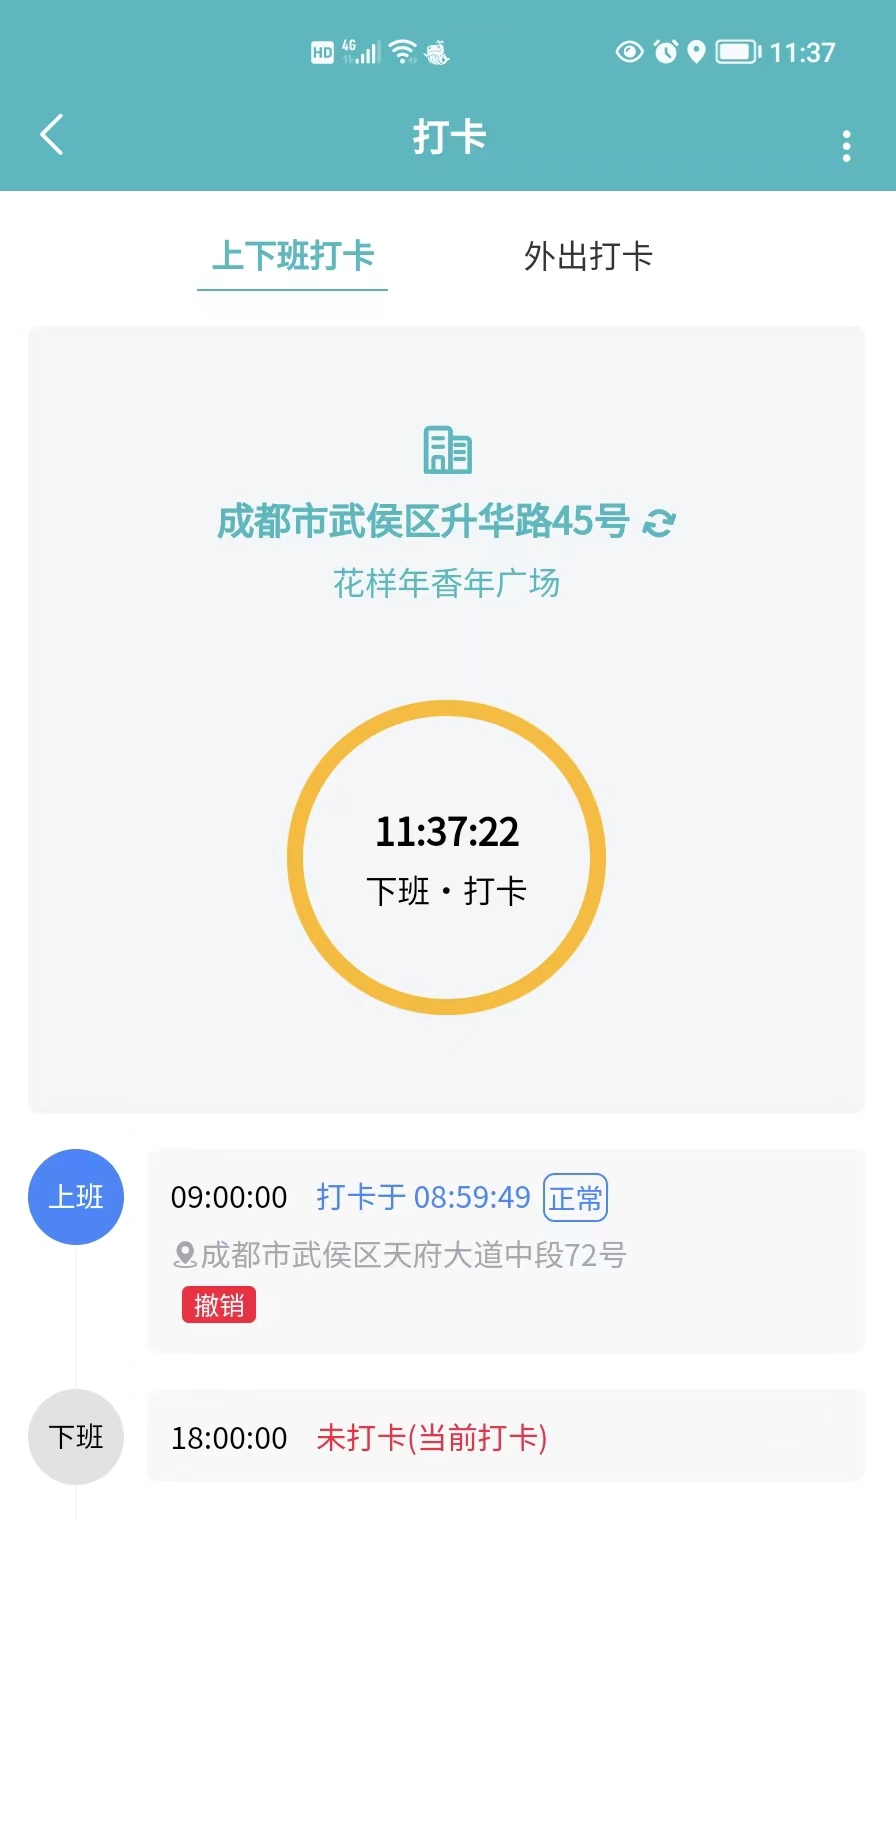 HD 4G 11:37
打卡
上下班打卡 外出打卡
成都市武侯区升华路45号
花样年香年广场
11:37:22
下班·打卡
上班 09:00:00 打卡于 08:59:49 正常
成都市武侯区天府大道中段72号
撤销
下班 18:00:00 未打卡(当前打卡)